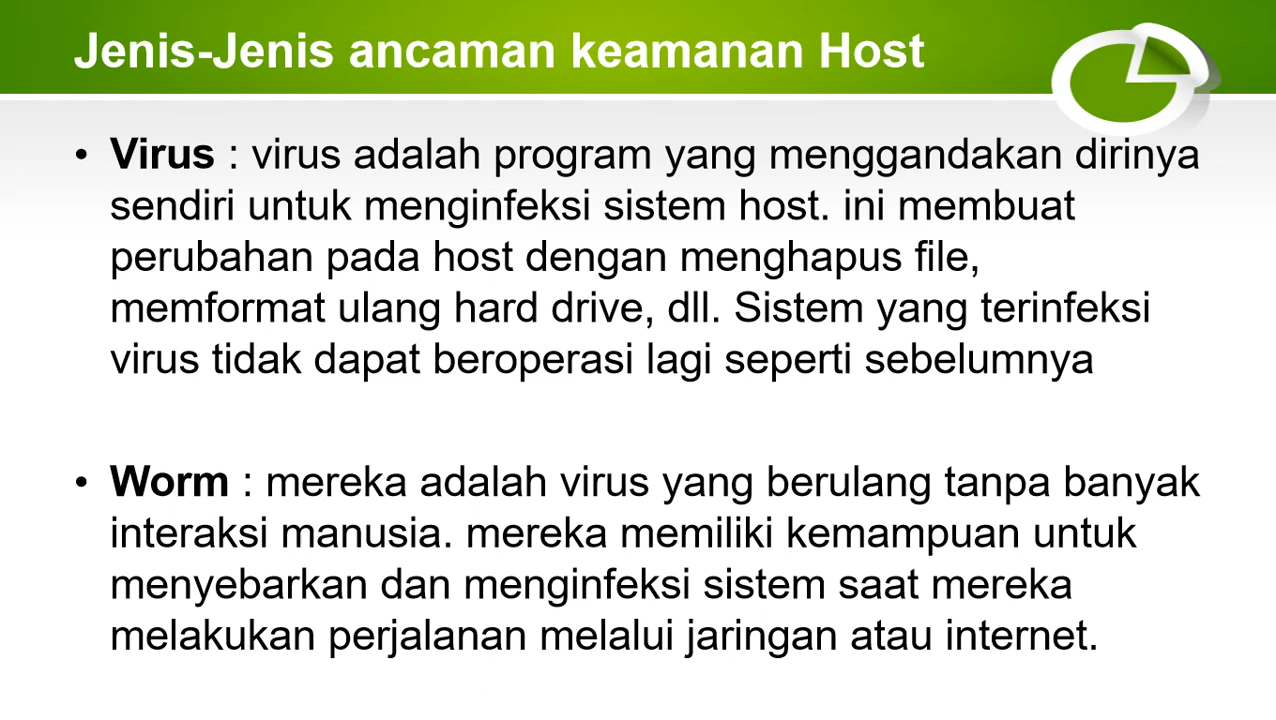 Jenis-Jenis ancaman keamanan Host
• Virus : virus adalah program yang menggandakan dirinya
sendiri untuk menginfeksi sistem host. ini membuat
perubahan pada host dengan menghapus file,
memformat ulang hard drive, dll. Sistem yang terinfeksi
virus tidak dapat beroperasi lagi seperti sebelumnya
• Worm : mereka adalah virus yang berulang tanpa banyak
interaksi manusia. mereka memiliki kemampuan untuk
menyebarkan dan menginfeksi sistem saat mereka
melakukan perjalanan melalui jaringan atau internet.